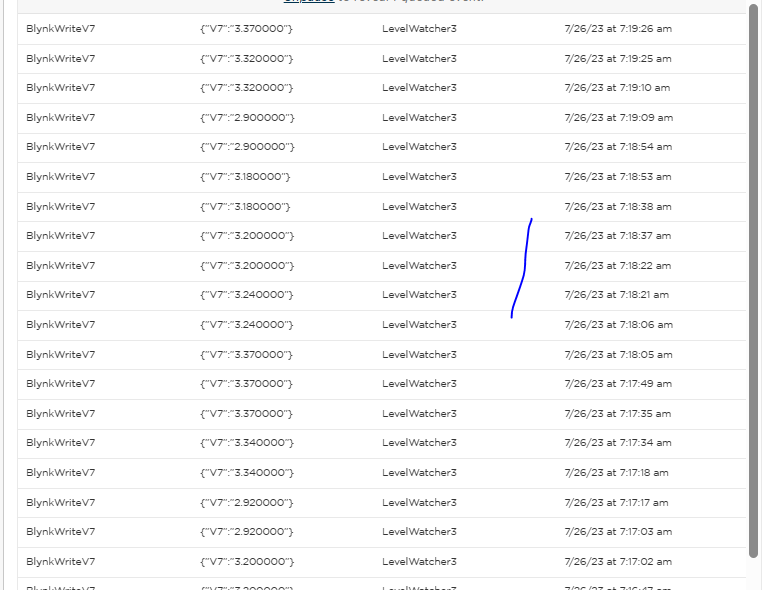 BlynkWriteV7 {"V7":"3.370000"} LevelWatcher3 7/26/23 at 7:19:26 am
BlynkWriteV7 {"V7":"3.320000"} LevelWatcher3 7/26/23 at 7:19:25 am
BlynkWriteV7 {"V7":"3.320000"} LevelWatcher3 7/26/23 at 7:19:10 am
BlynkWriteV7 {"V7":"2.900000"} LevelWatcher3 7/26/23 at 7:19:09 am
BlynkWriteV7 {"V7":"2.900000"} LevelWatcher3 7/26/23 at 7:18:54 am
BlynkWriteV7 {"V7":"3.180000"} LevelWatcher3 7/26/23 at 7:18:53 am
BlynkWriteV7 {"V7":"3.180000"} LevelWatcher3 7/26/23 at 7:18:38 am
BlynkWriteV7 {"V7":"3.200000"} LevelWatcher3 7/26/23 at 7:18:37 am
BlynkWriteV7 {"V7":"3.200000"} LevelWatcher3 7/26/23 at 7:18:22 am
BlynkWriteV7 {"V7":"3.240000"} LevelWatcher3 7/26/23 at 7:18:21 am
BlynkWriteV7 {"V7":"3.240000"} LevelWatcher3 7/26/23 at 7:18:06 am
BlynkWriteV7 {"V7":"3.370000"} LevelWatcher3 7/26/23 at 7:18:05 am
BlynkWriteV7 {"V7":"3.370000"} LevelWatcher3 7/26/23 at 7:17:49 am
BlynkWriteV7 {"V7":"3.370000"} LevelWatcher3 7/26/23 at 7:17:35 am
BlynkWriteV7 {"V7":"3.340000"} LevelWatcher3 7/26/23 at 7:17:34 am
BlynkWriteV7 {"V7":"3.340000"} LevelWatcher3 7/26/23 at 7:17:18 am
BlynkWriteV7 {"V7":"2.920000"} LevelWatcher3 7/26/23 at 7:17:17 am
BlynkWriteV7 {"V7":"2.920000"} LevelWatcher3 7/26/23 at 7:17:03 am
BlynkWriteV7 {"V7":"3.200000"} LevelWatcher3 7/26/23 at 7:17:02 am